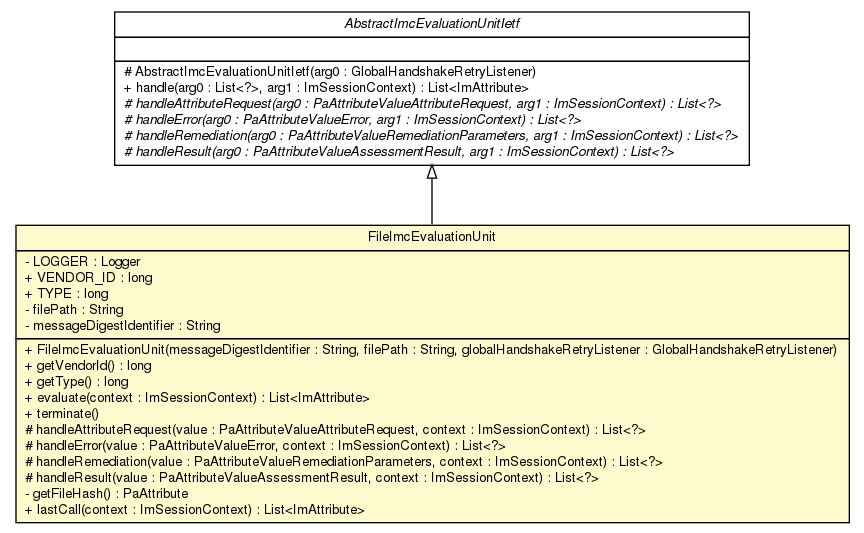 AbstractImcEvaluationUnitIetf
# AbstractImcEvaluationUnitIetf(arg0 : GlobalHandshakeRetryListener)
+ handle(arg0 : List<?>, arg1 : ImSessionContext) : List<ImAttribute>
# handleAttributeRequest(arg0 : PaAttributeValueAttributeRequest, arg1 : ImSessionContext) : List<?>
# handleError(arg0 : PaAttributeValueError, arg1 : ImSessionContext) : List<?>
# handleRemediation(arg0 : PaAttributeValueRemediationParameters, arg1 : ImSessionContext) : List<?>
# handleResult(arg0 : PaAttributeValueAssessmentResult, arg1 : ImSessionContext) : List<?>
FileImcEvaluationUnit
- LOGGER : Logger
+ VENDOR_ID : long
+ TYPE : long
- filePath : String
- messageDigestIdentifier : String
+ FileImcEvaluationUnit(messageDigestIdentifier : String, filePath : String, globalHandshakeRetryListener : GlobalHandshakeRetryListener)
+ getVendorId() : long
+ getType() : long
+ evaluate(context : ImSessionContext) : List<ImAttribute>
+ terminate()
# handleAttributeRequest(value : PaAttributeValueAttributeRequest, context : ImSessionContext) : List<?>
# handleError(value : PaAttributeValueError, context : ImSessionContext) : List<?>
# handleRemediation(value : PaAttributeValueRemediationParameters, context : ImSessionContext) : List<?>
# handleResult(value : PaAttributeValueAssessmentResult, context : ImSessionContext) : List<?>
- getFileHash() : PaAttribute
+ lastCall(context : ImSessionContext) : List<ImAttribute>